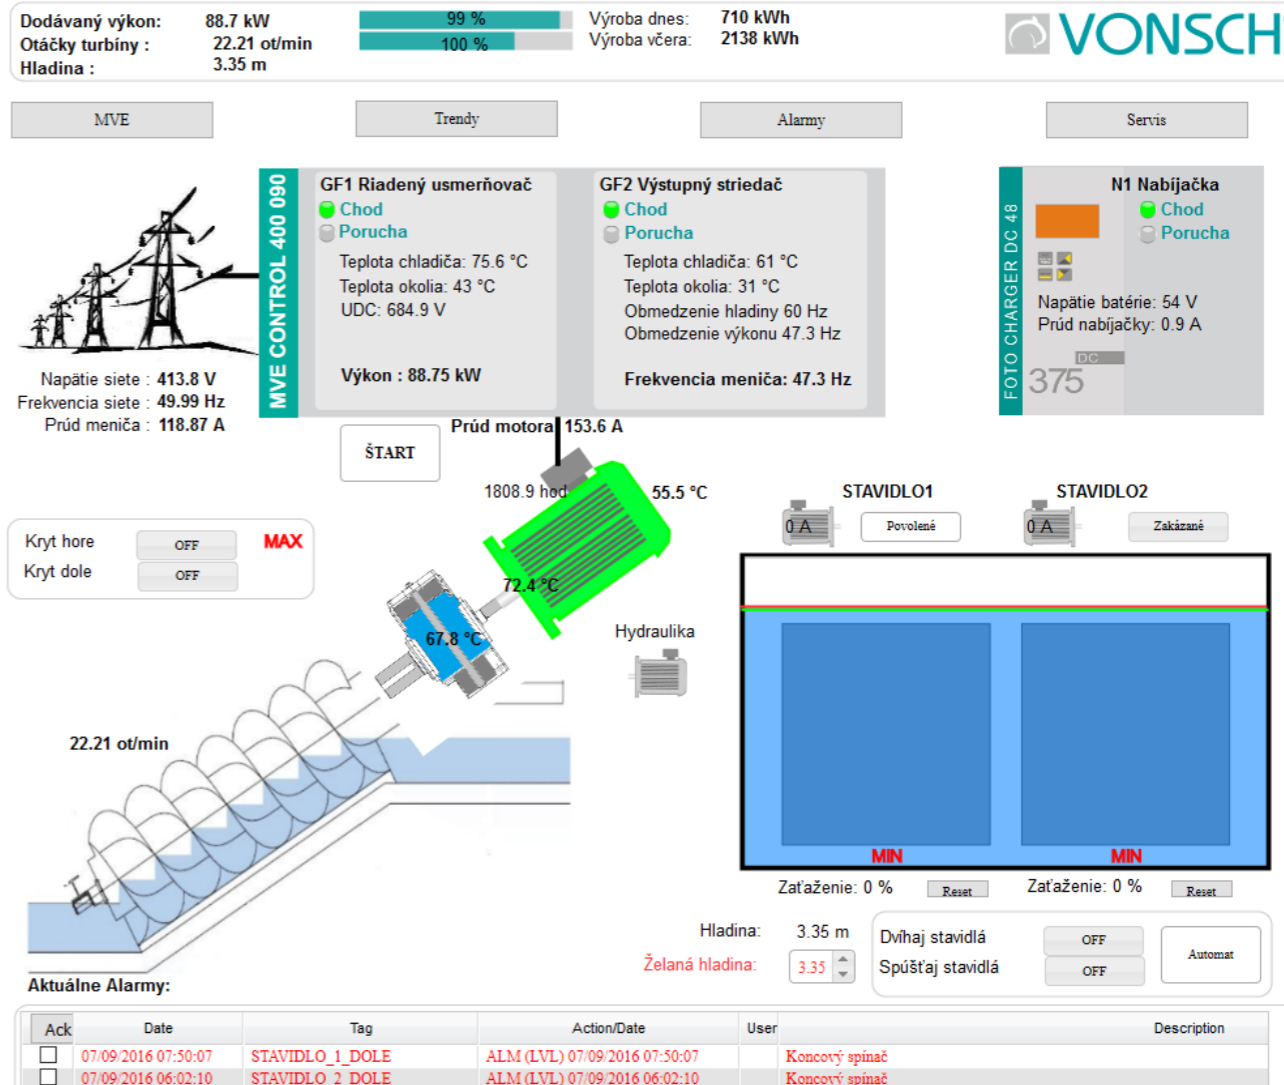 Dodávaný výkon: 88.7 kW 99 % Výroba dnes: 710 kWh
Otáčky turbíny : 22.21 ot/min 100 % Výroba včera: 2138 kWh
Hladina : 3.35 m
VONSCH
MVE Trendy Alarmy Servis
MVE CONTROL 400 090
GF1 Riadený usmerňovač
Chod
Porucha
Teplota chladiča: 75.6 °C
Teplota okolia: 43 °C
UDC: 684.9 V
Výkon : 88.75 kW
GF2 Výstupný striedač
Chod
Porucha
Teplota chladiča: 61 °C
Teplota okolia: 31 °C
Obmedzenie hladiny 60 Hz
Obmedzenie výkonu 47.3 Hz
Frekvencia meniča: 47.3 Hz
FOTO CHARGER DC 48
N1 Nabíjačka
Chod
Porucha
Napätie batérie: 54 V
Prúd nabíjačky: 0.9 A
DC
375
Napätie siete : 413.8 V
Frekvencia siete : 49.99 Hz
Prúd meniča : 118.87 A
ŠTART
Prúd motora 153.6 A
1808.9 hod
55.5 °C
72.4 °C
67.8 °C
Kryt hore OFF MAX
Kryt dole OFF
22.21 ot/min
Hydraulika
STAVIDLO1 STAVIDLO2
0 A Povolené 0 A Zakázané
MIN MIN
Zaťaženie: 0 % Reset Zaťaženie: 0 % Reset
Hladina: 3.35 m
Želaná hladina: 3.35
Dvíhaj stavidlá OFF
Spúšťaj stavidlá OFF
Automat
Aktuálne Alarmy:
Ack Date Tag Action/Date User Description
07/09/2016 07:50:07 STAVIDLO_1_DOLE ALM (LVL) 07/09/2016 07:50:07 Koncový spínač
07/09/2016 06:02:10 STAVIDLO_2_DOLE ALM (LVL) 07/09/2016 06:02:10 Koncový spínač